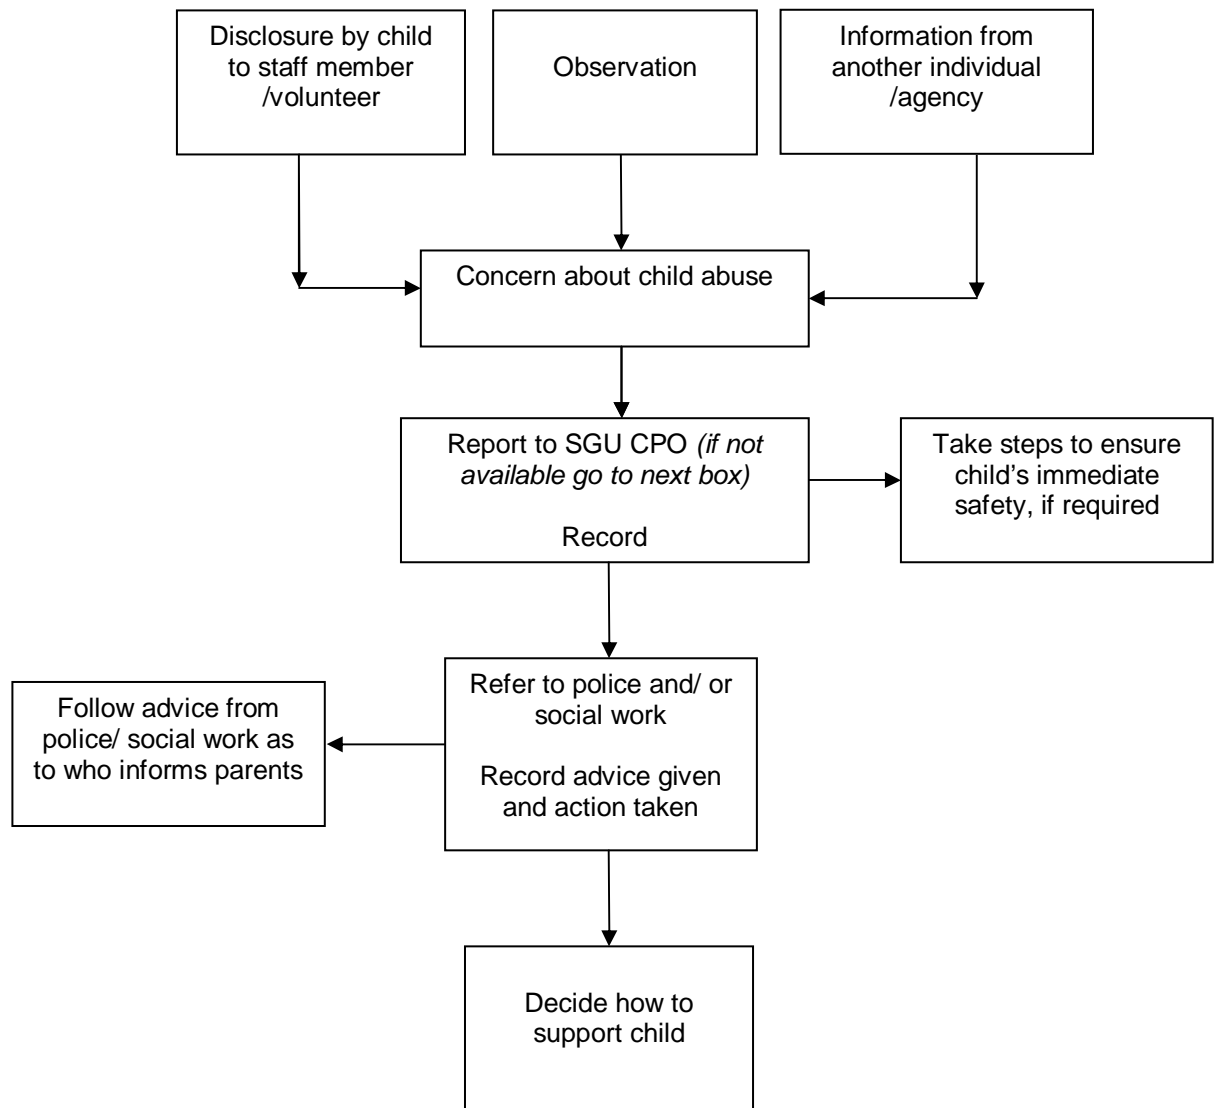 Disclosure by child
to staff member
/volunteer
Observation
Information from
another individual
/agency
Concern about child abuse
Report to SGU CPO (if not
available go to next box)
Record
Take steps to ensure
child's immediate
safety, if required
Refer to police and/ or
social work
Record advice given
and action taken
Follow advice from
police/ social work as
to who informs parents
Decide how to
support child